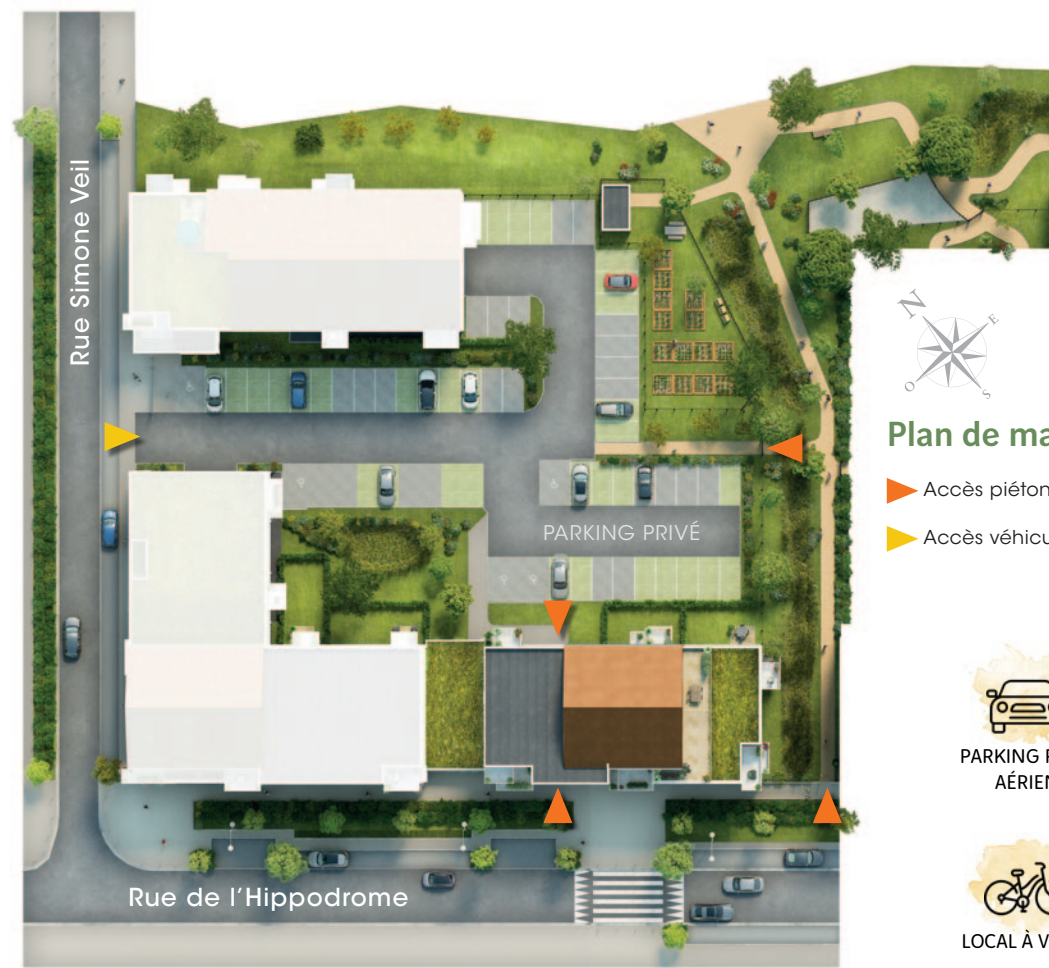 Rue Simone Veil
N
E
O
S
Plan de ma
Accès piéton
Accès véhicu
PARKING PRIVÉ
PARKING
AÉRIEN
LOCAL À V
Rue de l'Hippodrome